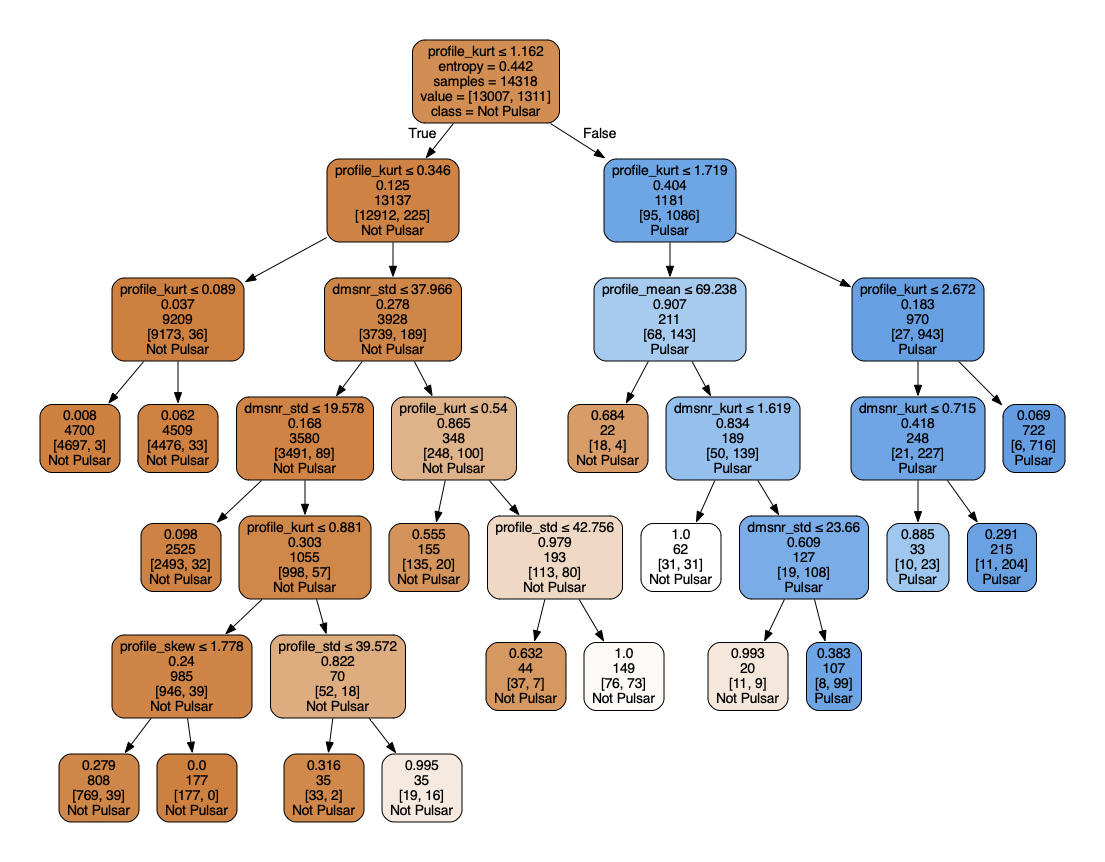 profile_kurt ≤ 1.162
entropy = 0.442
samples = 14318
value = [13007, 1311]
class = Not Pulsar
True
False
profile_kurt ≤ 0.346
0.125
13137
[12912, 225]
Not Pulsar
profile_kurt ≤ 1.719
0.404
1181
[95, 1086]
Pulsar
profile_kurt ≤ 0.089
0.037
9209
[9173, 36]
Not Pulsar
dmsnr_std ≤ 37.966
0.278
3928
[3739, 189]
Not Pulsar
profile_mean ≤ 69.238
0.907
211
[68, 143]
Pulsar
profile_kurt ≤ 2.672
0.183
970
[27, 943]
Pulsar
0.008
4700
[4697, 3]
Not Pulsar
0.062
4509
[4476, 33]
Not Pulsar
dmsnr_std ≤ 19.578
0.168
3580
[3491, 89]
Not Pulsar
profile_kurt ≤ 0.54
0.865
348
[248, 100]
Not Pulsar
0.684
22
[18, 4]
Not Pulsar
dmsnr_kurt ≤ 1.619
0.834
189
[50, 139]
Pulsar
dmsnr_kurt ≤ 0.715
0.418
248
[21, 227]
Pulsar
0.069
722
[6, 716]
Pulsar
0.098
2525
[2493, 32]
Not Pulsar
profile_kurt ≤ 0.881
0.303
1055
[998, 57]
Not Pulsar
0.555
155
[135, 20]
Not Pulsar
profile_std ≤ 42.756
0.979
193
[113, 80]
Not Pulsar
1.0
62
[31, 31]
Not Pulsar
dmsnr_std ≤ 23.66
0.609
127
[19, 108]
Pulsar
0.885
33
[10, 23]
Pulsar
0.291
215
[11, 204]
Pulsar
profile_skew ≤ 1.778
0.24
985
[946, 39]
Not Pulsar
profile_std ≤ 39.572
0.822
70
[52, 18]
Not Pulsar
0.632
44
[37, 7]
Not Pulsar
1.0
149
[76, 73]
Not Pulsar
0.993
20
[11, 9]
Not Pulsar
0.383
107
[8, 99]
Pulsar
0.279
808
[769, 39]
Not Pulsar
0.0
177
[177, 0]
Not Pulsar
0.316
35
[33, 2]
Not Pulsar
0.995
35
[19, 16]
Not Pulsar